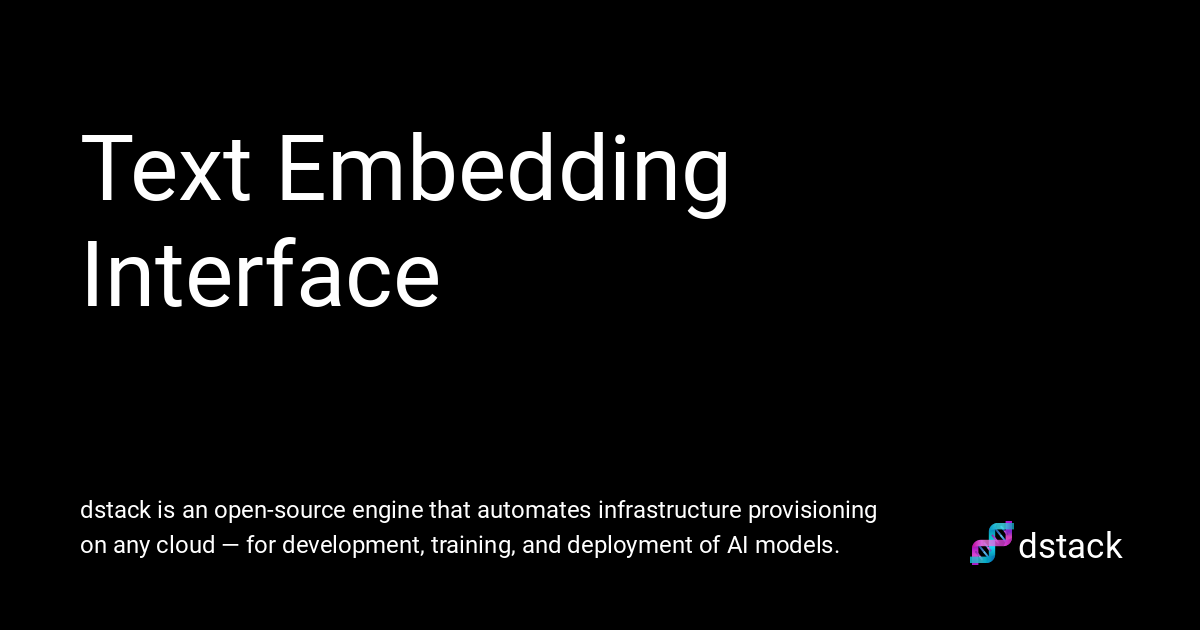 Text Embedding
Interface
dstack is an open-source engine that automates infrastructure provisioning
on any cloud — for development, training, and deployment of AI models.
dstack